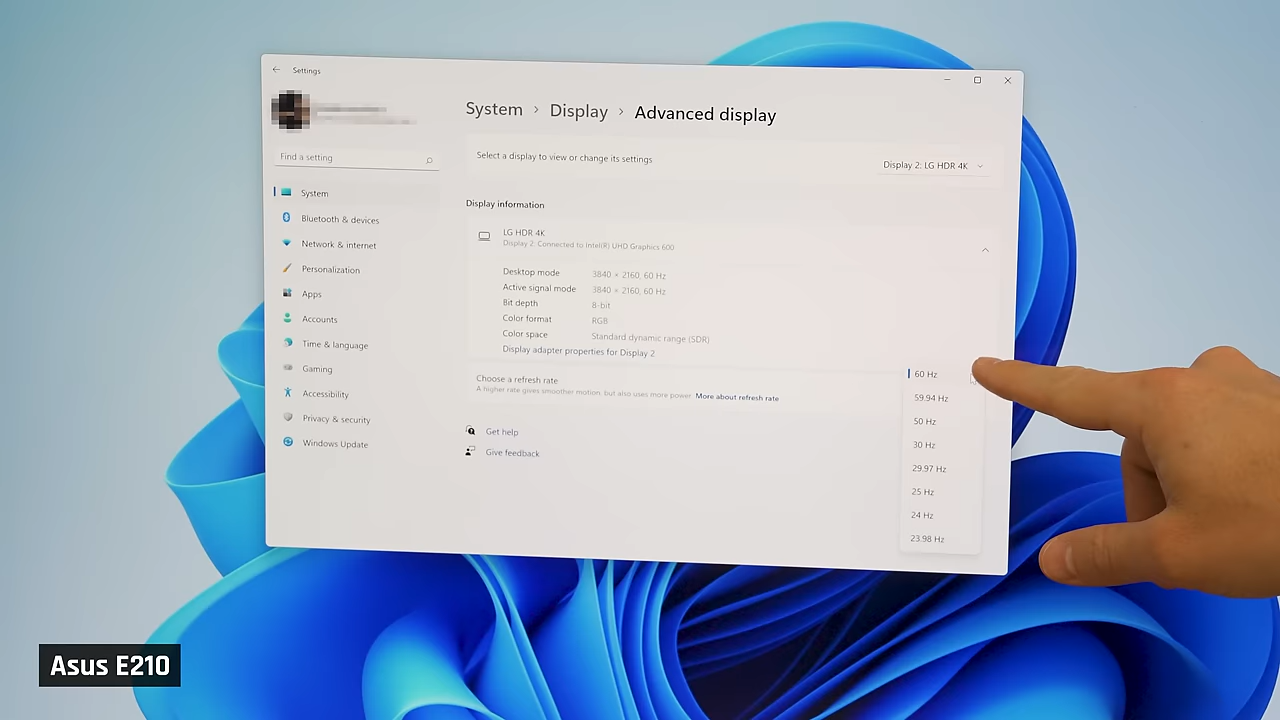 Settings
System > Display > Advanced display
Find a setting
Select a display to view or change its settings
Display 2: LG HDR 4K
System
Bluetooth & devices
Network & internet
Personalization
Apps
Accounts
Time & language
Gaming
Accessibility
Privacy & security
Windows Update
Display information
LG HDR 4K
Display 2: Connected to Intel(R) UHD Graphics 600
Desktop mode 3840 × 2160, 60 Hz
Active signal mode 3840 × 2160, 60 Hz
Bit depth 8-bit
Color format RGB
Color space Standard dynamic range (SDR)
Display adapter properties for Display 2
Choose a refresh rate
A higher rate gives smoother motion, but also uses more power More about refresh rate
60 Hz
59.94 Hz
50 Hz
30 Hz
29.97 Hz
25 Hz
24 Hz
23.98 Hz
Get help
Give feedback
Asus E210